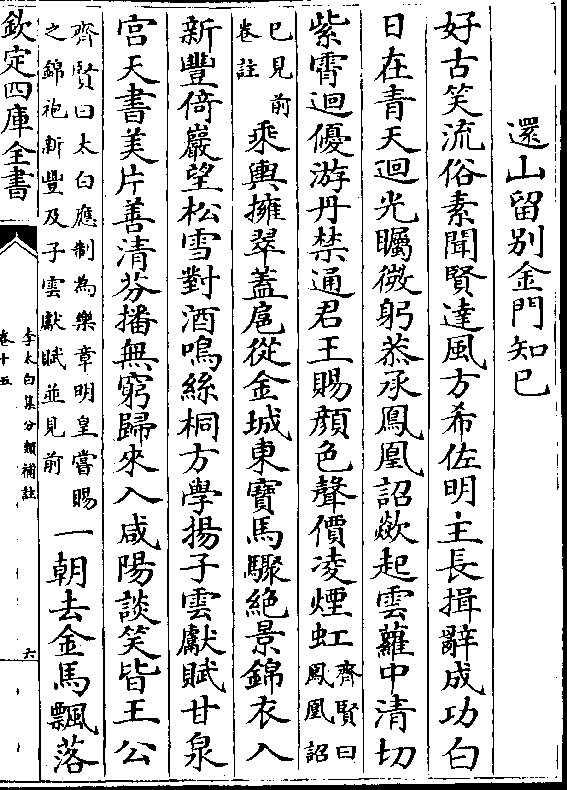 還山留别金門知已
好古笑流俗素聞賢達風方希佐明主長揖辭成功白
日在青天迴光矚微躬恭承鳳凰詔歘起雲蘿中清切
紫霄迥優游丹禁通君王賜顔色聲價凌煙虹齊賢曰鳳凰詔
已見前卷註乘輿擁翠蓋扈從金城東寶馬驟絶景錦衣入
新豐倚巖望松雪對酒鳴絲桐方學揚子雲獻賦甘泉
宫天書美片善清芬播無窮歸來入咸陽談笑皆王公
齊賢曰太白應制為樂章明皇嘗賜之錦袍新豐及子雲獻賦並見前一朝去金馬飄落
欽定四庫全書
李太白集分類補註
卷十五
六